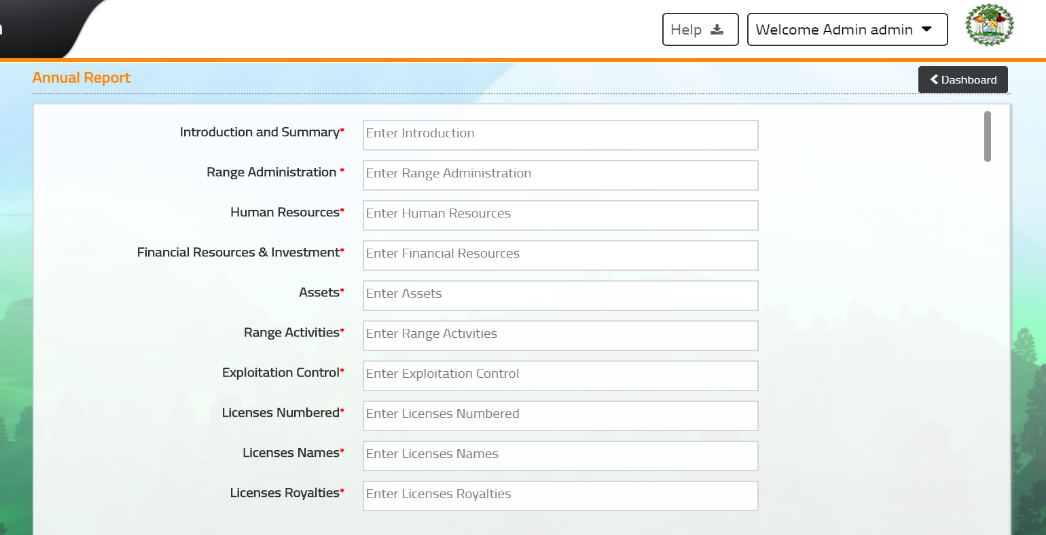 Help
Welcome Admin admin
Annual Report
Dashboard
Introduction and Summary* Enter Introduction
Range Administration * Enter Range Administration
Human Resources* Enter Human Resources
Financial Resources & Investment* Enter Financial Resources
Assets* Enter Assets
Range Activities* Enter Range Activities
Exploitation Control* Enter Exploitation Control
Licenses Numbered* Enter Licenses Numbered
Licenses Names* Enter Licenses Names
Licenses Royalties* Enter Licenses Royalties